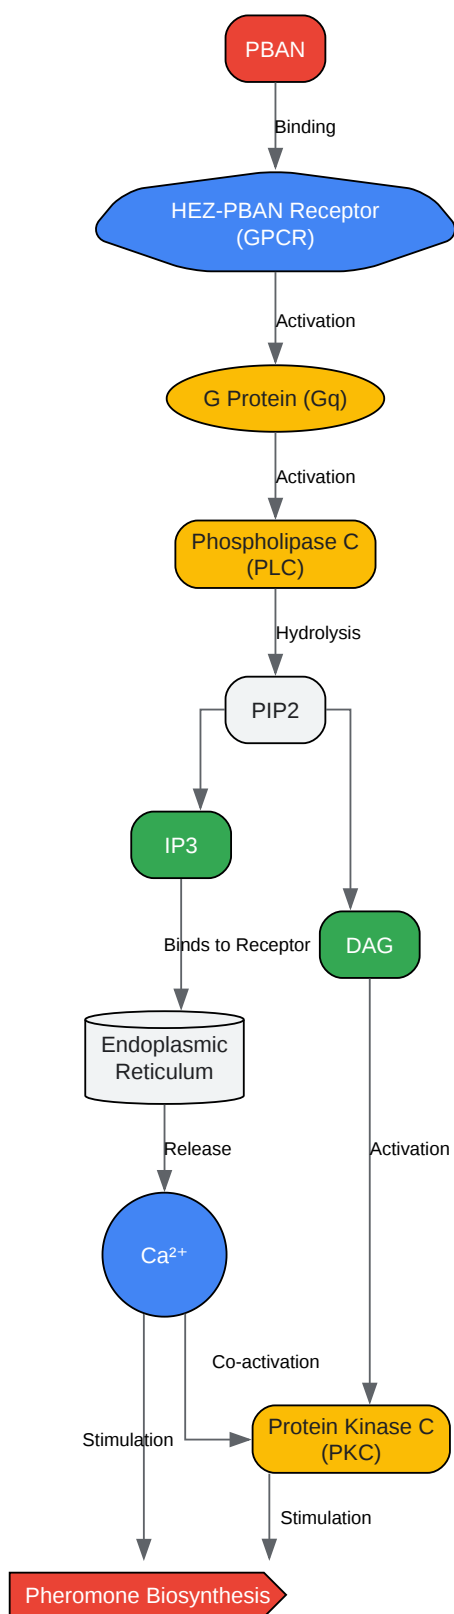 PBAN
Binding
HEZ-PBAN Receptor
(GPCR)
Activation
G Protein (Gq)
Activation
Phospholipase C
(PLC)
Hydrolysis
PIP2
IP3
Binds to Receptor
DAG
Endoplasmic
Reticulum
Release
Activation
Ca²⁺
Co-activation
Protein Kinase C
(PKC)
Stimulation
Stimulation
Pheromone Biosynthesis